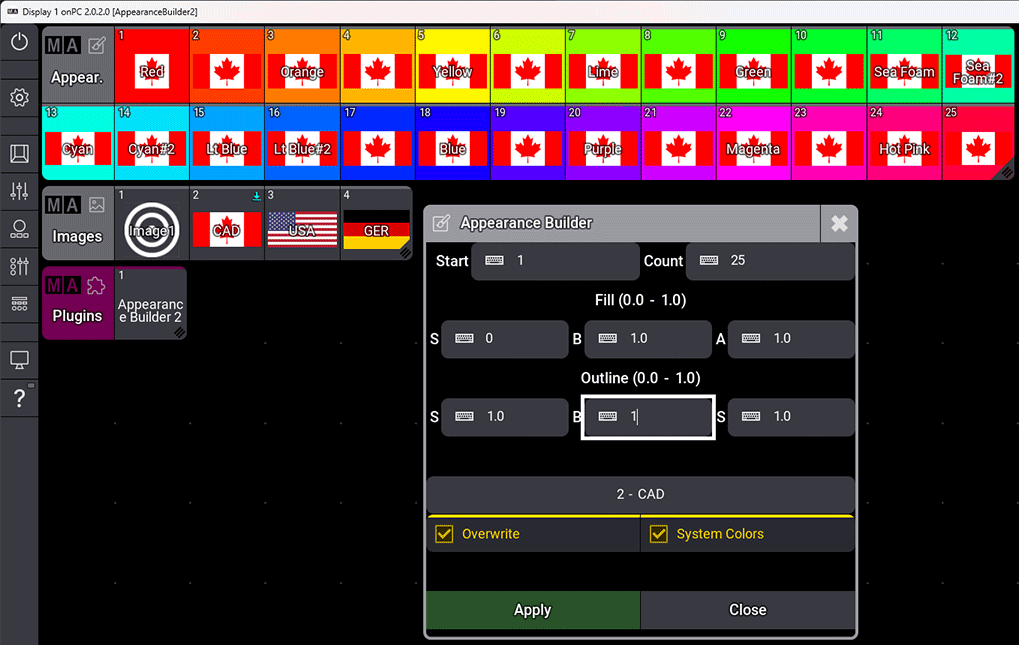 Display 1 onPC 2.0.2.0 [AppearanceBuilder2]
MA
Appear.
1 Red
2
3 Orange
4
5 Yellow
6
7 Lime
8
9 Green
10
11 Sea Foam
12 Sea
Foam#2
13 Cyan
14 Cyan#2
15 Lt Blue
16 Lt Blue#2
17
18 Blue
19
20 Purple
21
22 Magenta
23
24 Hot Pink
25
MA
Images
1 Image1
2 CAD
3 USA
4 GER
MA
Plugins
1
Appearanc
e Builder 2
?
Appearance Builder
Start 1 Count 25
Fill (0.0 - 1.0)
S 0 B 1.0 A 1.0
Outline (0.0 - 1.0)
S 1.0 B 1 S 1.0
2 - CAD
Overwrite System Colors
Apply Close